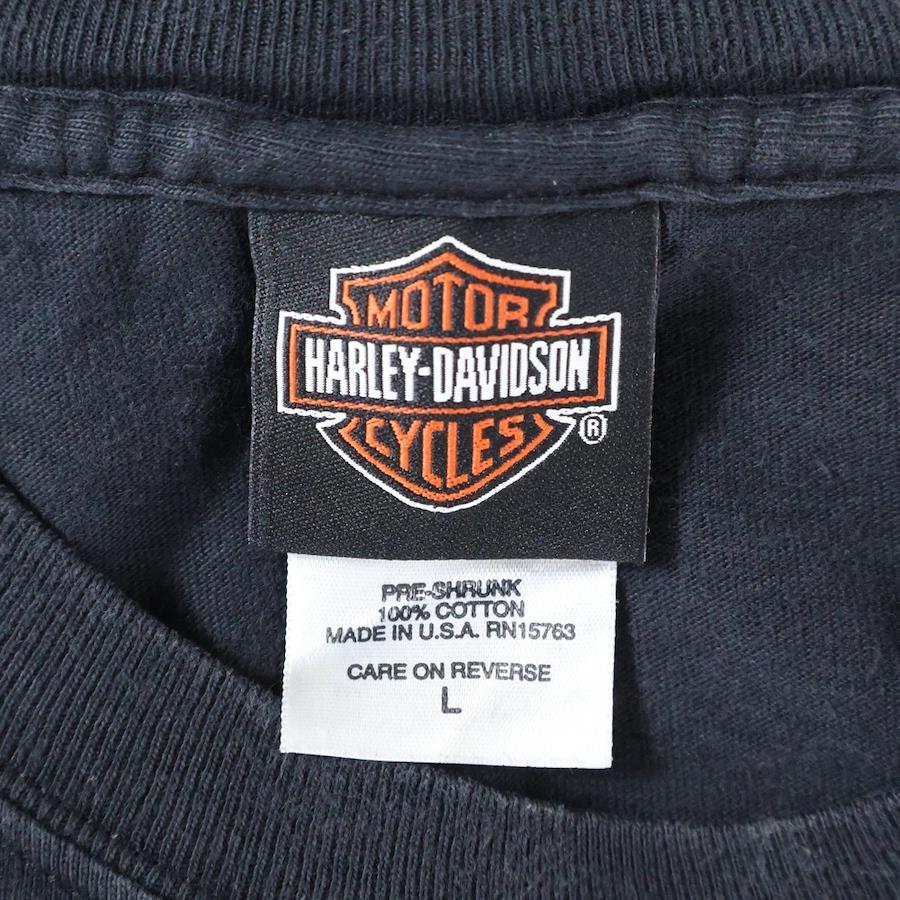 MOTOR
HARLEY-DAVIDSON
CYCLES ®
PRE-SHRUNK
100% COTTON
MADE IN U.S.A. RN15763
CARE ON REVERSE
L